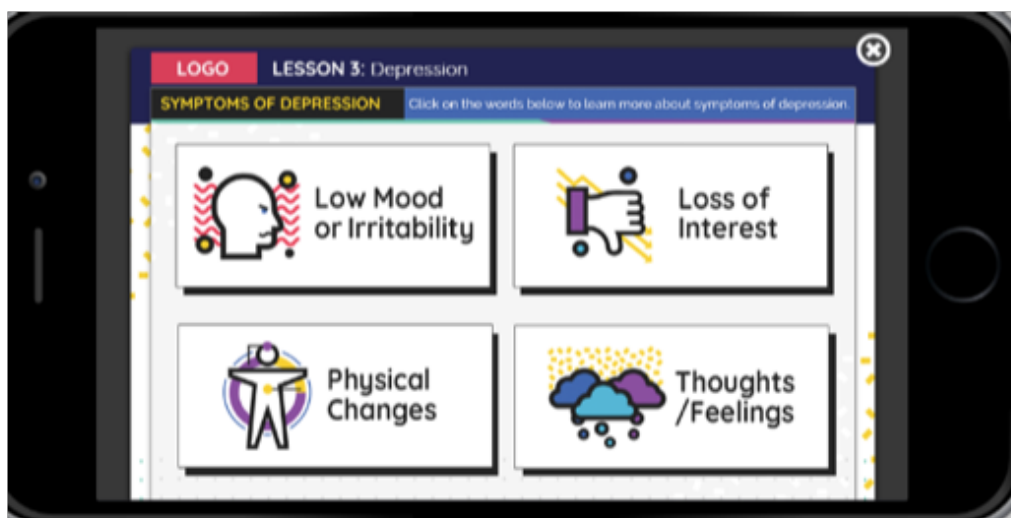 LOGO
LESSON 3: Depression
SYMPTOMS OF DEPRESSION
Click on the words below to learn more about symptoms of depression.
Low Mood
or Irritability
Loss of
Interest
Physical
Changes
Thoughts
/Feelings